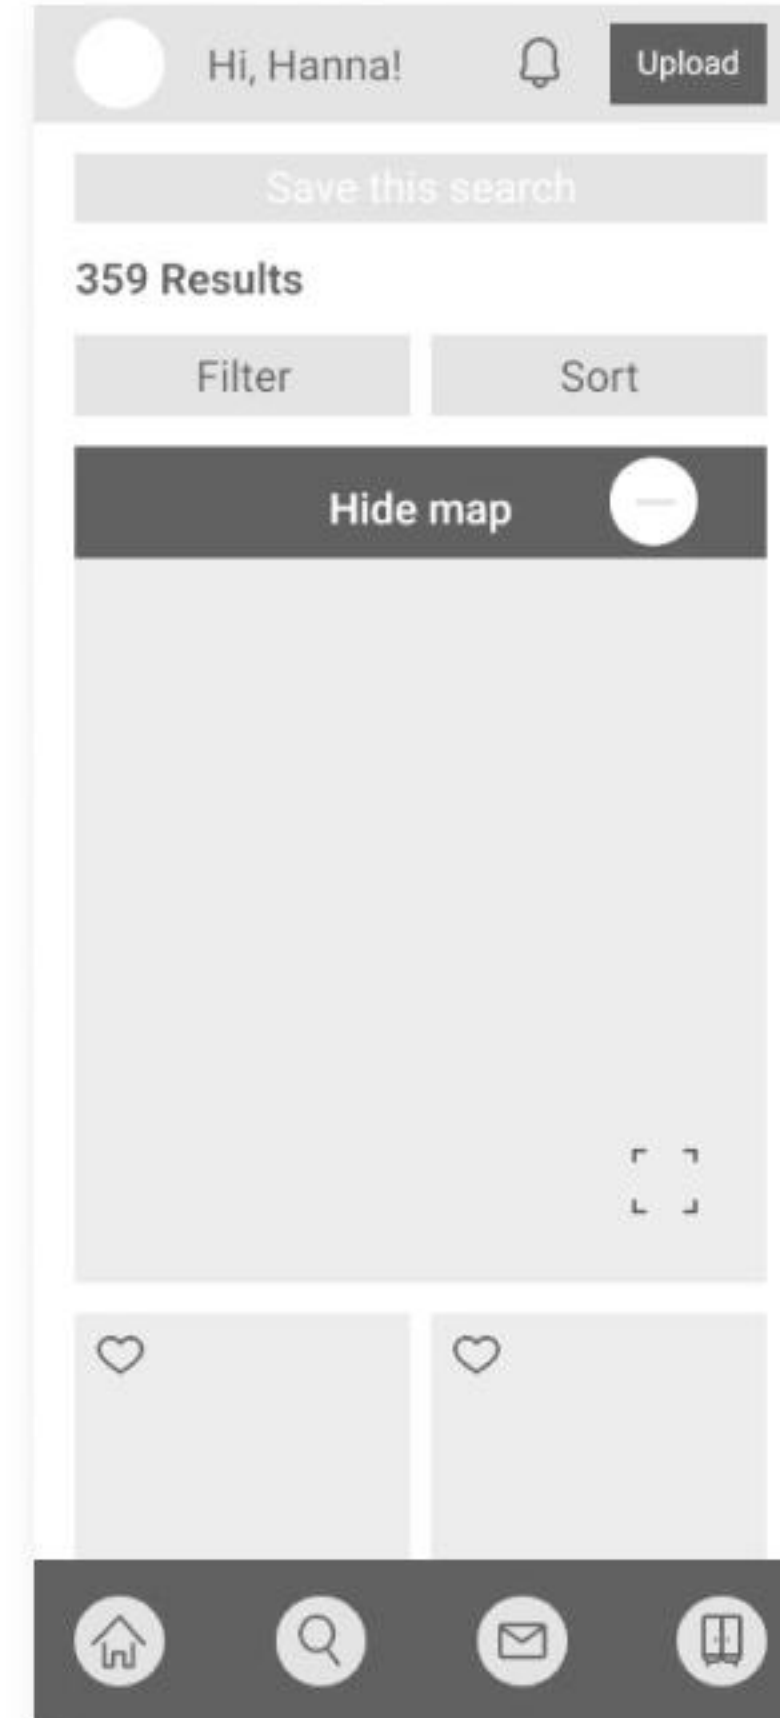 Hi, Hanna!
Upload
Save this search
359 Results
Filter
Sort
Hide map